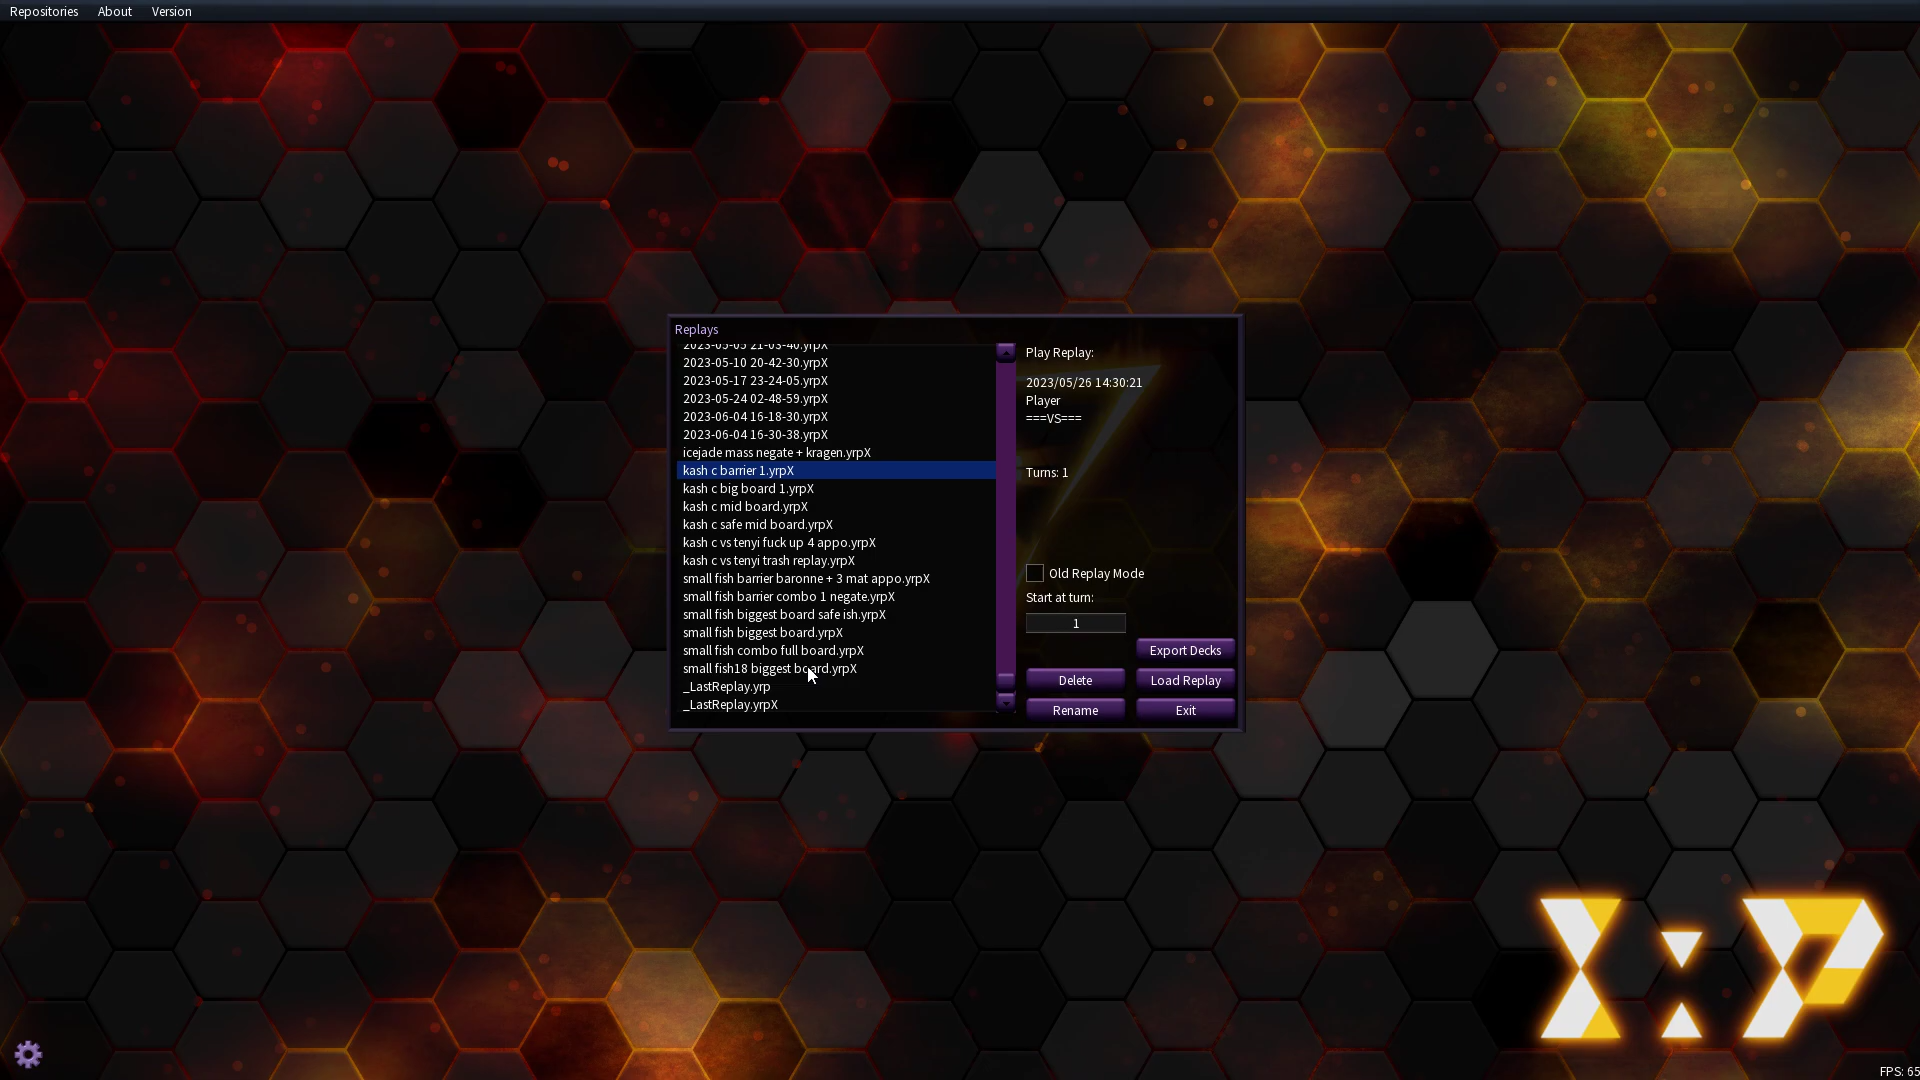 Repositories About Version
Replays
2023-05-05 21-03-40.yrpX
2023-05-10 20-42-30.yrpX
2023-05-17 23-24-05.yrpX
2023-05-24 02-48-59.yrpX
2023-06-04 16-18-30.yrpX
2023-06-04 16-30-38.yrpX
icejade mass negate + kragen.yrpX
kash c barrier 1.yrpX
kash c big board 1.yrpX
kash c mid board.yrpX
kash c safe mid board.yrpX
kash c vs tenyi fuck up 4 appo.yrpX
kash c vs tenyi trash replay.yrpX
small fish barrier baronne + 3 mat appo.yrpX
small fish barrier combo 1 negate.yrpX
small fish biggest board safe ish.yrpX
small fish biggest board.yrpX
small fish combo full board.yrpX
small fish18 biggest board.yrpX
_LastReplay.yrp
_LastReplay.yrpX
Play Replay:
2023/05/26 14:30:21
Player
===VS===
Turns: 1
Old Replay Mode
Start at turn:
1
Export Decks
Delete Load Replay
Rename Exit
FPS: 65